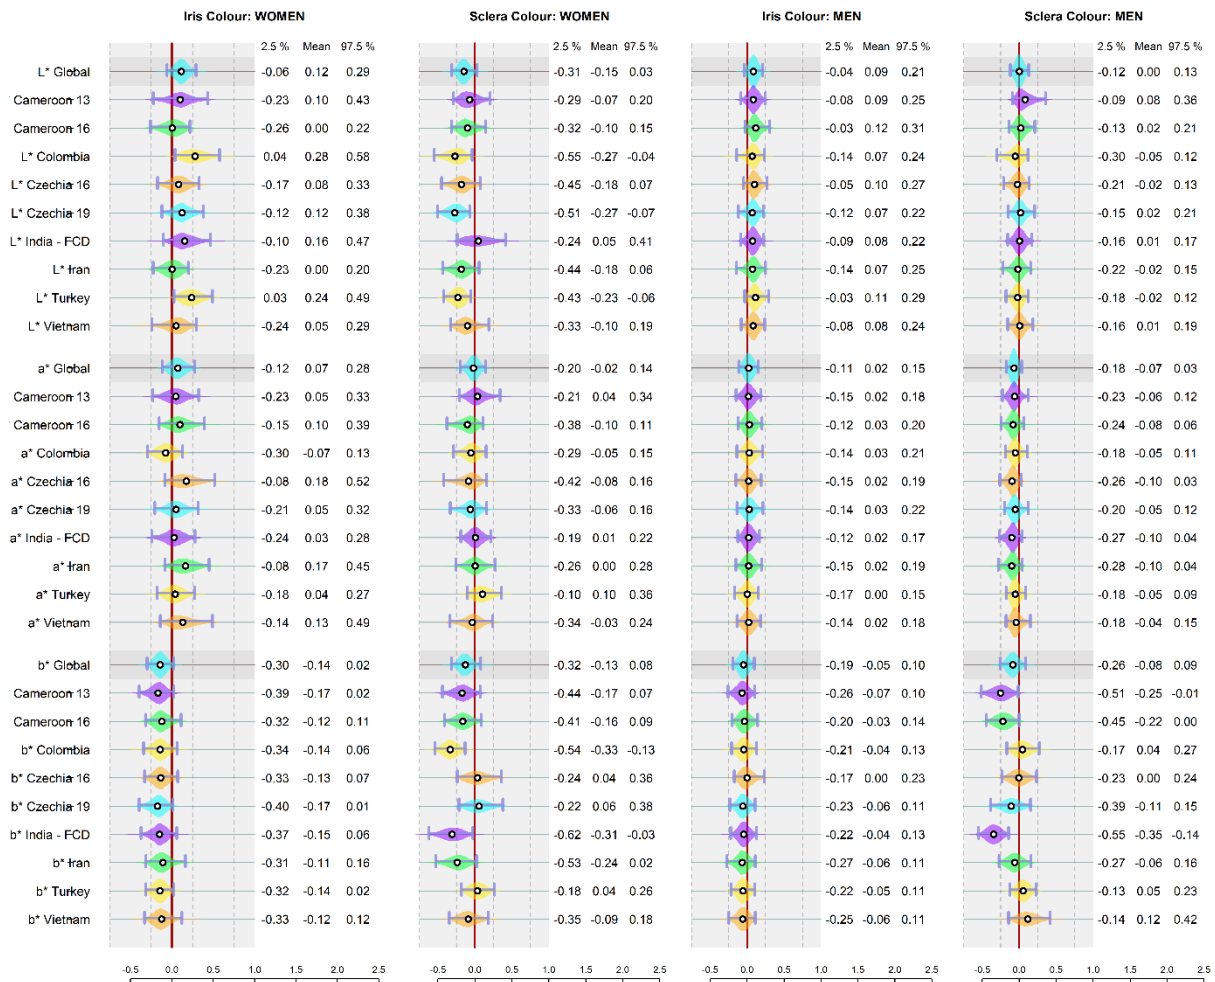 Iris Colour: WOMEN Sclera Colour: WOMEN Iris Colour: MEN Sclera Colour: MEN
2.5 % Mean 97.5 % 2.5 % Mean 97.5 % 2.5 % Mean 97.5 % 2.5 % Mean 97.5 %
L* Global -0.06 0.12 0.29 -0.31 -0.15 0.03 -0.04 0.09 0.21 -0.12 0.00 0.13
Cameroon 13 -0.23 0.10 0.43 -0.29 -0.07 0.20 -0.08 0.09 0.25 -0.09 0.08 0.36
Cameroon 16 -0.26 0.00 0.22 -0.32 -0.10 0.15 -0.03 0.12 0.31 -0.13 0.02 0.21
L* Colombia 0.04 0.28 0.58 -0.55 -0.27 -0.04 -0.14 0.07 0.24 -0.30 -0.05 0.12
L* Czechia 16 -0.17 0.08 0.33 -0.45 -0.18 0.07 -0.05 0.10 0.27 -0.21 -0.02 0.13
L* Czechia 19 -0.12 0.12 0.38 -0.51 -0.27 -0.07 -0.12 0.07 0.22 -0.15 0.02 0.21
L* India - FCD -0.10 0.16 0.47 -0.24 0.05 0.41 -0.09 0.08 0.22 -0.16 0.01 0.17
L* Iran -0.23 0.00 0.20 -0.44 -0.18 0.06 -0.14 0.07 0.25 -0.22 -0.02 0.15
L* Turkey 0.03 0.24 0.49 -0.43 -0.23 -0.06 -0.03 0.11 0.29 -0.18 -0.02 0.12
L* Vietnam -0.24 0.05 0.29 -0.33 -0.10 0.19 -0.08 0.08 0.24 -0.16 0.01 0.19
a* Global -0.12 0.07 0.28 -0.20 -0.02 0.14 -0.11 0.02 0.15 -0.18 -0.07 0.03
Cameroon 13 -0.23 0.05 0.33 -0.21 0.04 0.34 -0.15 0.02 0.18 -0.23 -0.06 0.12
Cameroon 16 -0.15 0.10 0.39 -0.38 -0.10 0.11 -0.12 0.03 0.20 -0.24 -0.08 0.06
a* Colombia -0.30 -0.07 0.13 -0.29 -0.05 0.15 -0.14 0.03 0.21 -0.18 -0.05 0.11
a* Czechia 16 -0.08 0.18 0.52 -0.42 -0.08 0.16 -0.15 0.02 0.19 -0.26 -0.10 0.03
a* Czechia 19 -0.21 0.05 0.32 -0.33 -0.06 0.16 -0.14 0.03 0.22 -0.20 -0.05 0.12
a* India - FCD -0.24 0.03 0.28 -0.19 0.01 0.22 -0.12 0.02 0.17 -0.27 -0.10 0.04
a* Iran -0.08 0.17 0.45 -0.26 0.00 0.28 -0.15 0.02 0.19 -0.28 -0.10 0.04
a* Turkey -0.18 0.04 0.27 -0.10 0.10 0.36 -0.17 0.00 0.15 -0.18 -0.05 0.09
a* Vietnam -0.14 0.13 0.49 -0.34 -0.03 0.24 -0.14 0.02 0.18 -0.18 -0.04 0.15
b* Global -0.30 -0.14 0.02 -0.32 -0.13 0.08 -0.19 -0.05 0.10 -0.26 -0.08 0.09
Cameroon 13 -0.39 -0.17 0.02 -0.44 -0.17 0.07 -0.26 -0.07 0.10 -0.51 -0.25 -0.01
Cameroon 16 -0.32 -0.12 0.11 -0.41 -0.16 0.09 -0.20 -0.03 0.14 -0.45 -0.22 0.00
b* Colombia -0.34 -0.14 0.06 -0.54 -0.33 -0.13 -0.21 -0.04 0.13 -0.17 0.04 0.27
b* Czechia 16 -0.33 -0.13 0.07 -0.24 0.04 0.36 -0.17 0.00 0.23 -0.23 0.00 0.24
b* Czechia 19 -0.40 -0.17 0.01 -0.22 0.06 0.38 -0.23 -0.06 0.11 -0.39 -0.11 0.15
b* India - FCD -0.37 -0.15 0.06 -0.62 -0.31 -0.03 -0.22 -0.04 0.13 -0.55 -0.35 -0.14
b* Iran -0.31 -0.11 0.16 -0.53 -0.24 0.02 -0.27 -0.06 0.11 -0.27 -0.06 0.16
b* Turkey -0.32 -0.14 0.02 -0.18 0.04 0.26 -0.22 -0.05 0.11 -0.13 0.05 0.23
b* Vietnam -0.33 -0.12 0.12 -0.35 -0.09 0.18 -0.25 -0.06 0.11 -0.14 0.12 0.42
-0.5 0.0 0.5 1.0 1.5 2.0 2.5 -0.5 0.0 0.5 1.0 1.5 2.0 2.5 -0.5 0.0 0.5 1.0 1.5 2.0 2.5 -0.5 0.0 0.5 1.0 1.5 2.0 2.5